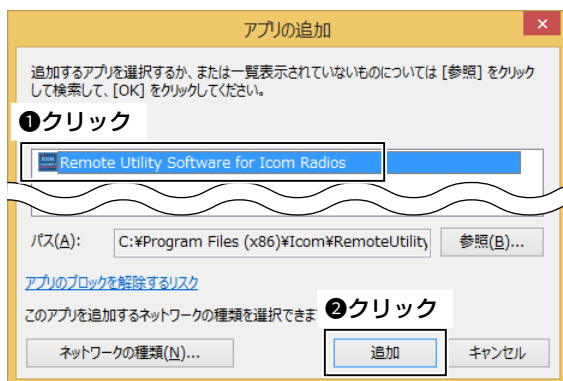 アプリの追加
追加するアプリを選択するか、または一覧表示されていないものについては [参照] をクリック
して検索して、[OK] をクリックしてください。
❶クリック
Remote Utility Software for Icom Radios
パス(A): C:¥Program Files (x86)¥Icom¥RemoteUtility 参照(B)...
アプリのブロックを解除するリスク
このアプリを追加するネットワークの種類を選択できま
❷クリック
ネットワークの種類(N)... 追加 キャンセル